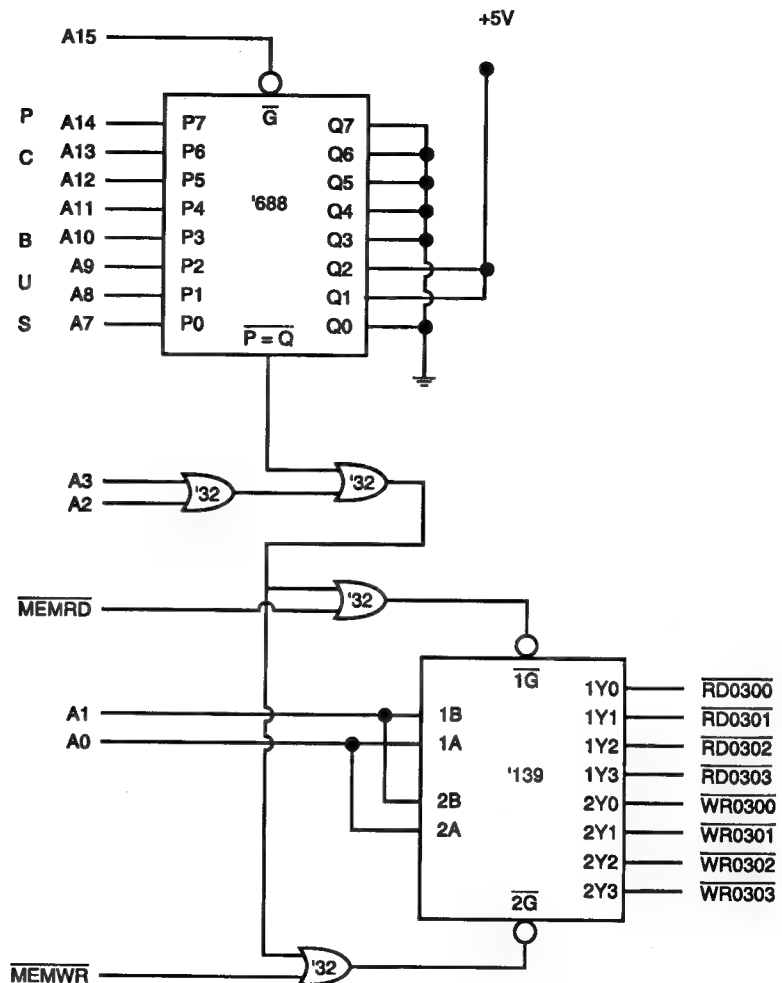 +5V
A15
G̅
P
C
B
U
S
A14
A13
A12
A11
A10
A9
A8
A7
P7
P6
P5
P4
P3
P2
P1
P0
'688
Q7
Q6
Q5
Q4
Q3
Q2
Q1
Q0
P = Q
A3
A2
'32
'32
MEMRD
'32
A1
A0
1G
1B
1A
2B
2A
'139
1Y0
1Y1
1Y2
1Y3
2Y0
2Y1
2Y2
2Y3
2G
RD0300
RD0301
RD0302
RD0303
WR0300
WR0301
WR0302
WR0303
MEMWR
'32